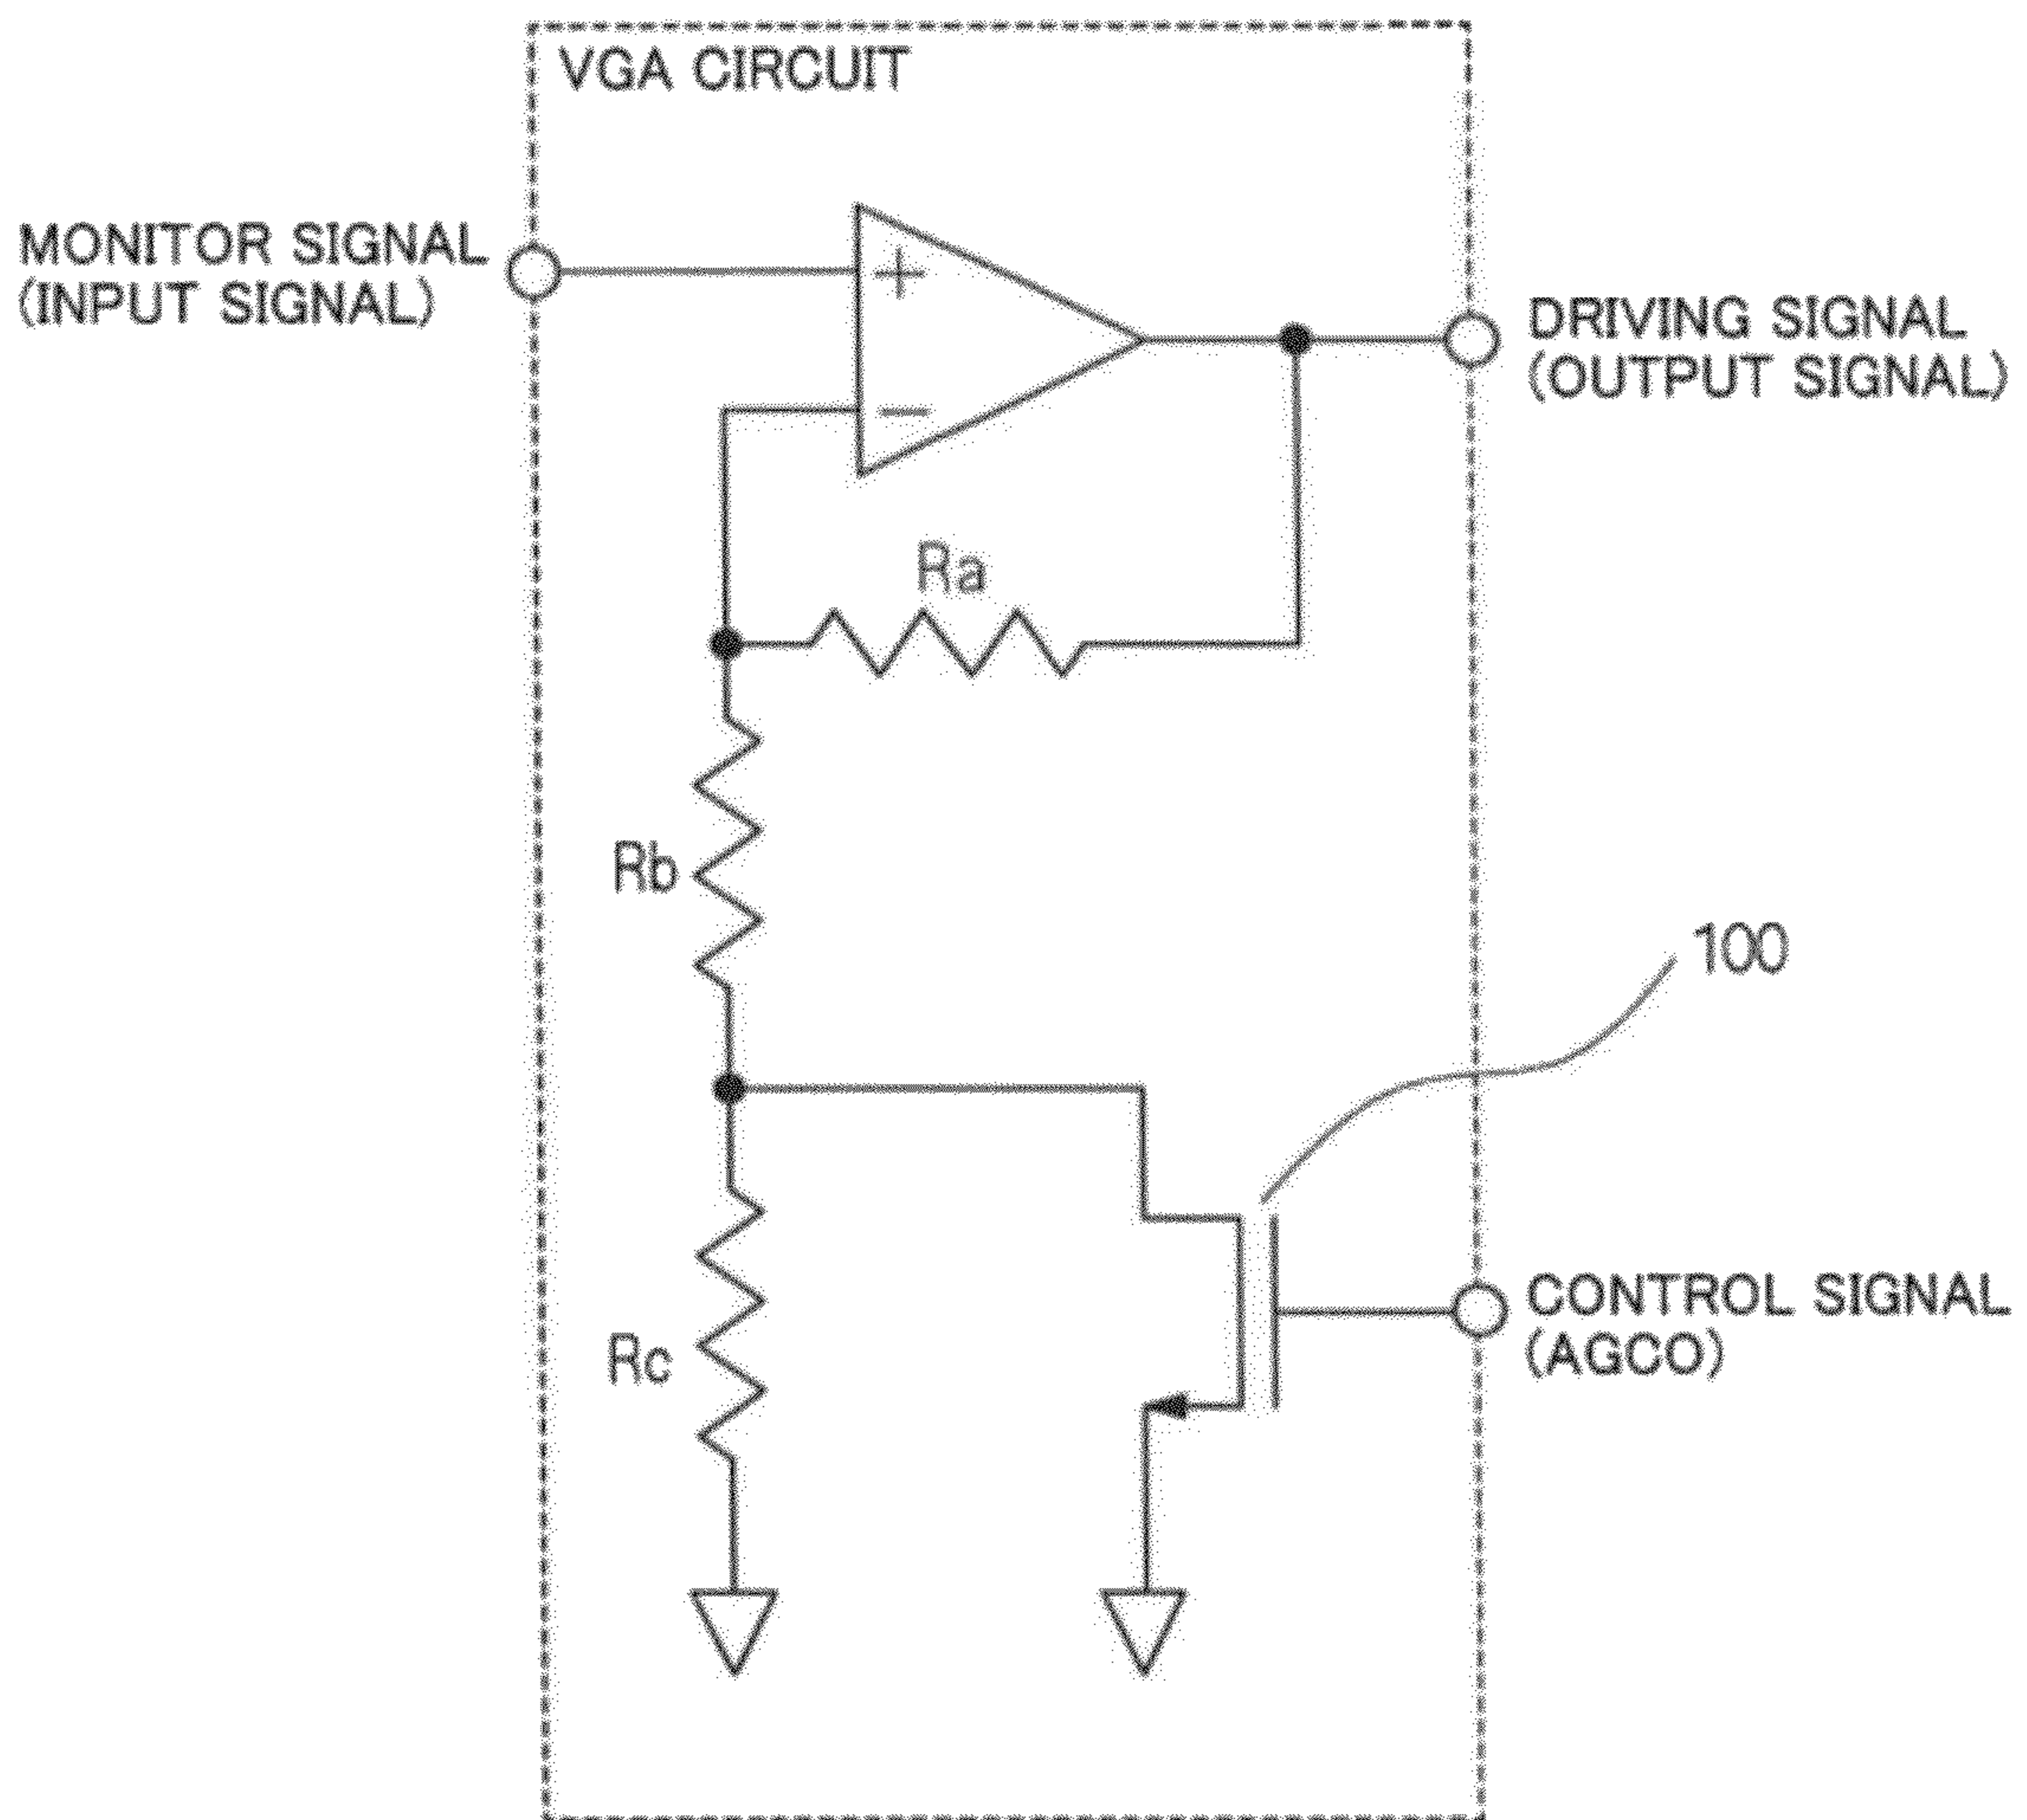 VGA CIRCUIT
MONITOR SIGNAL
(INPUT SIGNAL)
+
DRIVING SIGNAL
(OUTPUT SIGNAL)
−
Ra
Rb
100
Rc
CONTROL SIGNAL
(AGCO)